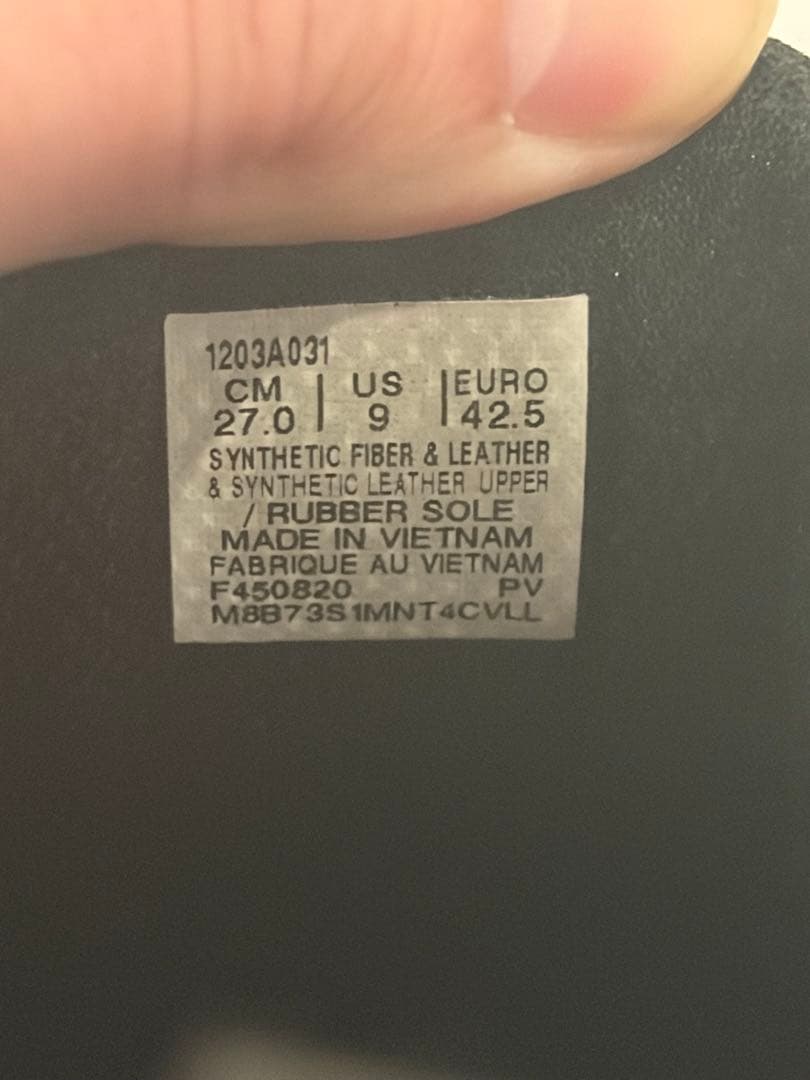 1203A031
CM | US | EURO
27.0 | 9 | 42.5
SYNTHETIC FIBER & LEATHER
& SYNTHETIC LEATHER UPPER
/ RUBBER SOLE
MADE IN VIETNAM
FABRIQUE AU VIETNAM
F450820 PV
M8B73S1MNT4CVLL